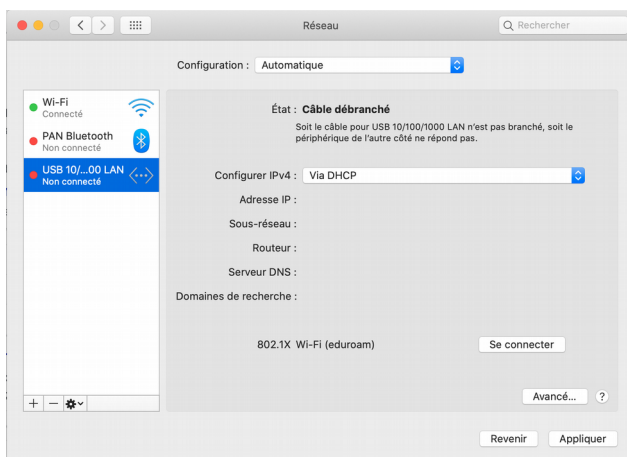 Réseau
Rechercher
Configuration : Automatique
Wi-Fi
Connecté
PAN Bluetooth
Non connecté
USB 10/...00 LAN
Non connecté
État : Câble débranché
Soit le câble pour USB 10/100/1000 LAN n'est pas branché, soit le
périphérique de l'autre côté ne répond pas.
Configurer IPv4 : Via DHCP
Adresse IP :
Sous-réseau :
Routeur :
Serveur DNS :
Domaines de recherche :
802.1X Wi-Fi (eduroam) Se connecter
Avancé... ?
Revenir Appliquer